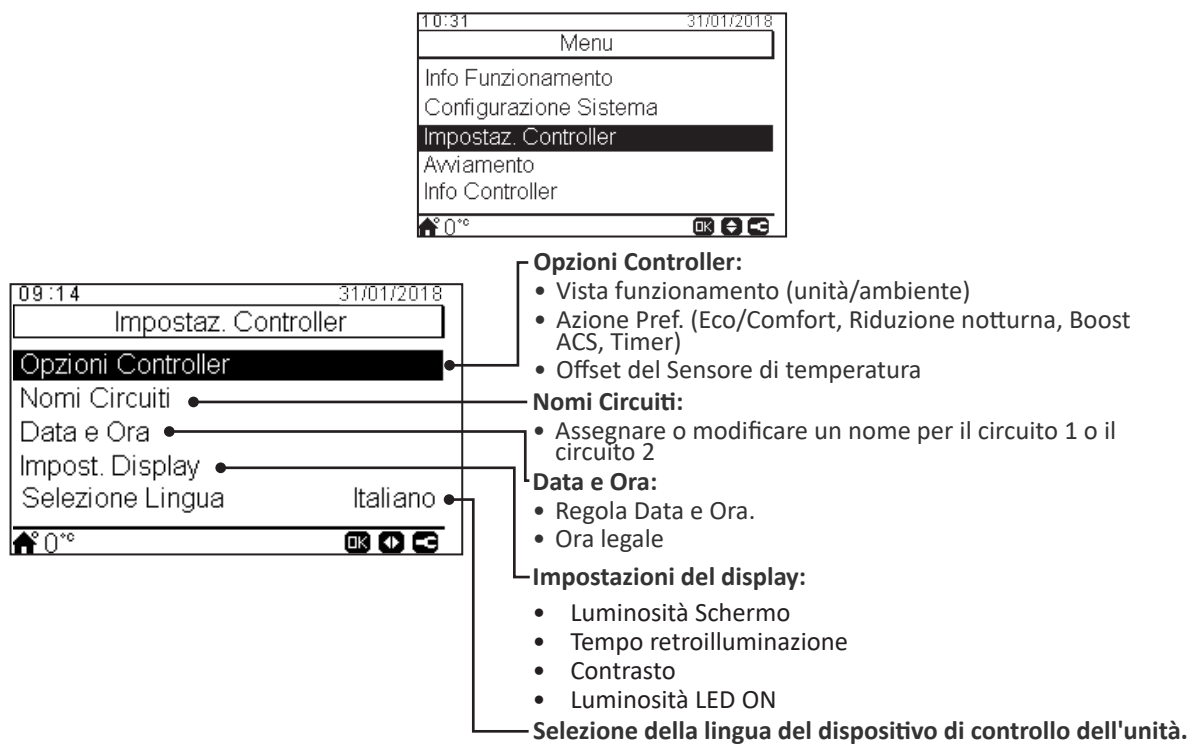 10:31 31/01/2018
Menu
Info Funzionamento
Configurazione Sistema
Impostaz. Controller
Avviamento
Info Controller
0°C
OK
09:14 31/01/2018
Impostaz. Controller
Opzioni Controller
Nomi Circuiti
Data e Ora
Impost. Display
Selezione Lingua Italiano
0°C
OK
Opzioni Controller:
• Vista funzionamento (unità/ambiente)
• Azione Pref. (Eco/Comfort, Riduzione notturna, Boost
ACS, Timer)
• Offset del Sensore di temperatura
Nomi Circuiti:
• Assegnare o modificare un nome per il circuito 1 o il
circuito 2
Data e Ora:
• Regola Data e Ora.
• Ora legale
Impostazioni del display:
• Luminosità Schermo
• Tempo retroilluminazione
• Contrasto
• Luminosità LED ON
Selezione della lingua del dispositivo di controllo dell'unità.